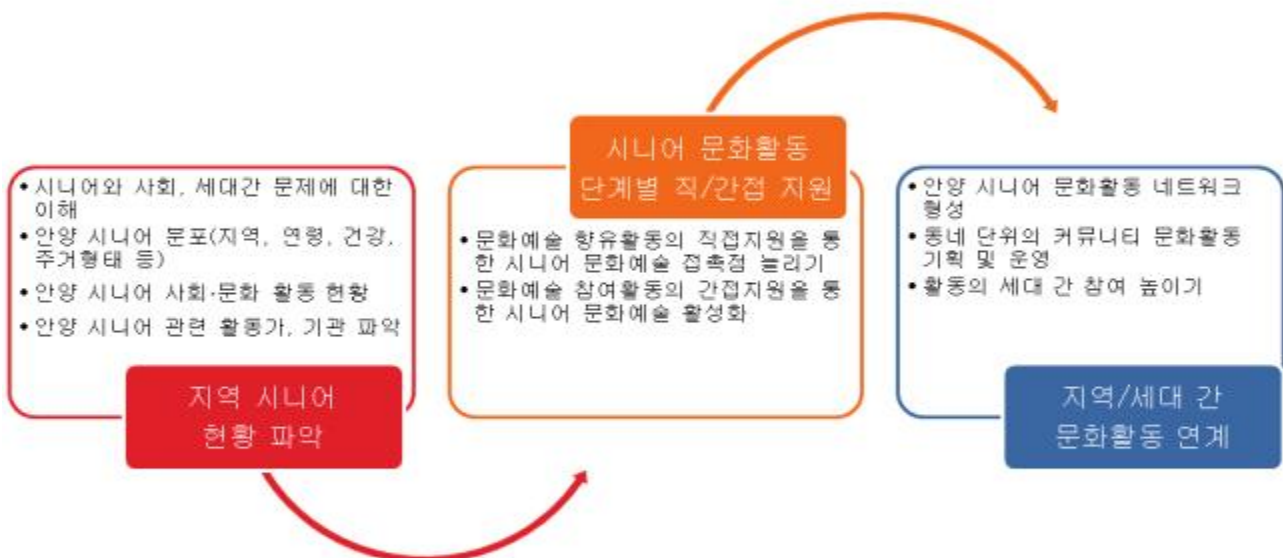 • 시니어와 사회, 세대간 문제에 대한
이해
• 안양 시니어 분포(지역, 연령, 건강,
주거형태 등)
• 안양 시니어 사회·문화 활동 현황
• 안양 시니어 관련 활동가, 기관 파악
지역 시니어
현황 파악
시니어 문화활동
단계별 직/간접 지원
• 문화예술 향유활동의 직접지원을 통
한 시니어 문화예술 접촉점 늘리기
• 문화예술 참여활동의 간접지원을 통
한 시니어 문화예술 활성화
• 안양 시니어 문화활동 네트워크
형성
• 동네 단위의 커뮤니티 문화활동
기획 및 운영
• 활동의 세대 간 참여 높이기
지역/세대 간
문화활동 연계